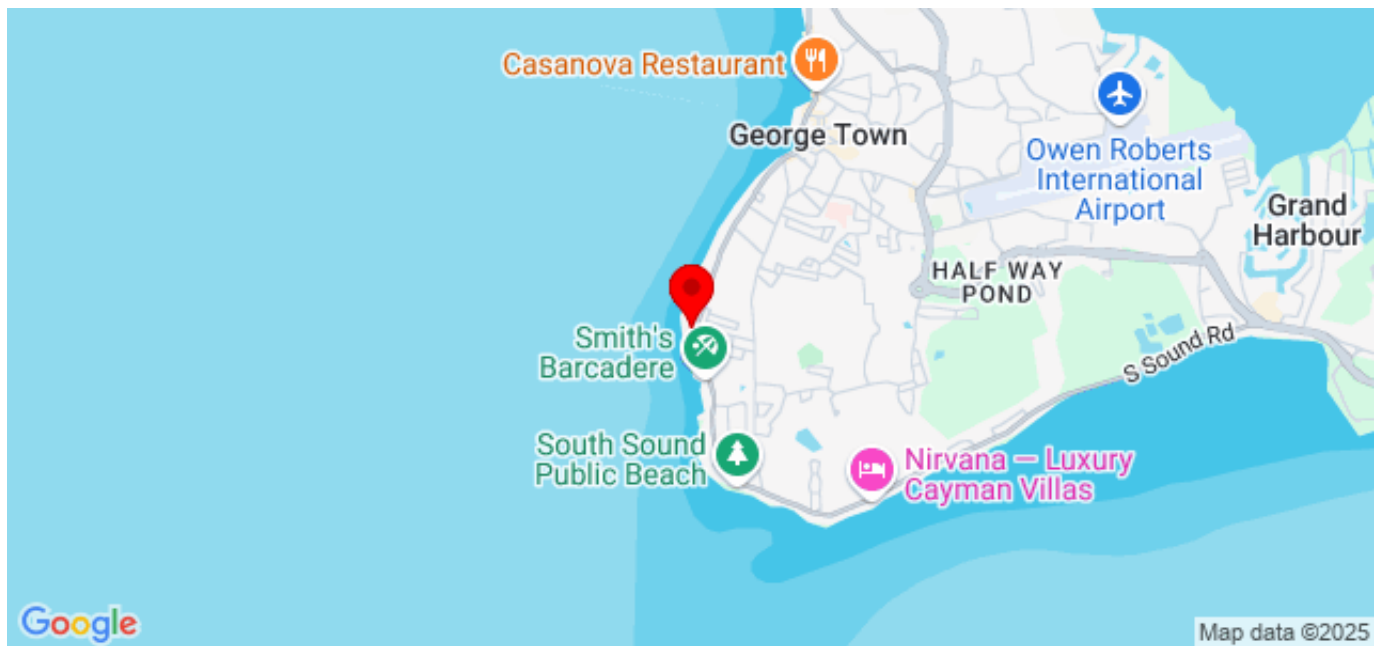 Casanova Restaurant
George Town
Owen Roberts
International
Airport
Grand
Harbour
HALF WAY
POND
Smith's
Barcadere
S Sound Rd
South Sound
Public Beach
Nirvana — Luxury
Cayman Villas
Google
Map data ©2025